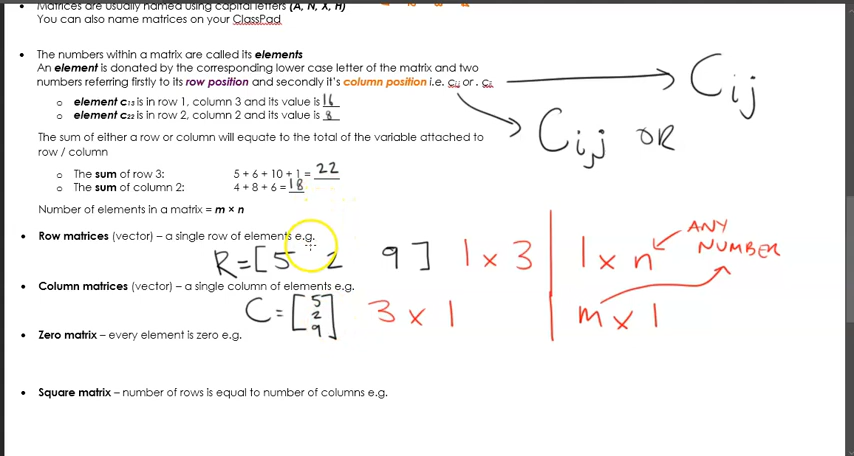 Matrices are usually named using capital letters (A, N, X, H)
You can also name matrices on your ClassPad
The numbers within a matrix are called its elements
An element is donated by the corresponding lower case letter of the matrix and two
numbers referring firstly to its row position and secondly it's column position i.e. Cij or . Ci,j
Cij
element c13 is in row 1, column 3 and its value is 16
element c22 is in row 2, column 2 and its value is 8
Ci,j OR
The sum of either a row or column will equate to the total of the variable attached to
row / column
The sum of row 3: 5 + 6 + 10 + 1 = 22
The sum of column 2: 4 + 8 + 6 = 18
Number of elements in a matrix = m × n
Row matrices (vector) – a single row of elements e.g.
R = [ 5 2 9 ] 1 × 3 1 × n ANY NUMBER
Column matrices (vector) – a single column of elements e.g.
C = [ 5 2 9 ] 3 × 1 m × 1
Zero matrix – every element is zero e.g.
Square matrix – number of rows is equal to number of columns e.g.